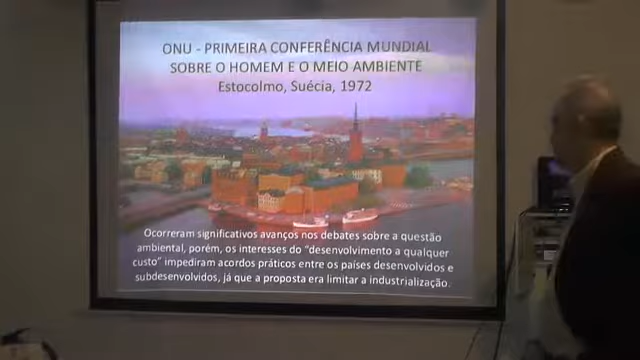 ONU - PRIMEIRA CONFERÊNCIA MUNDIAL
SOBRE O HOMEM E O MEIO AMBIENTE
Estocolmo, Suécia, 1972
Ocorreram significativos avanços nos debates sobre a questão
ambiental, porém, os interesses do "desenvolvimento a qualquer
custo" impediram acordos práticos entre os países desenvolvidos e
subdesenvolvidos, já que a proposta era limitar a industrialização.